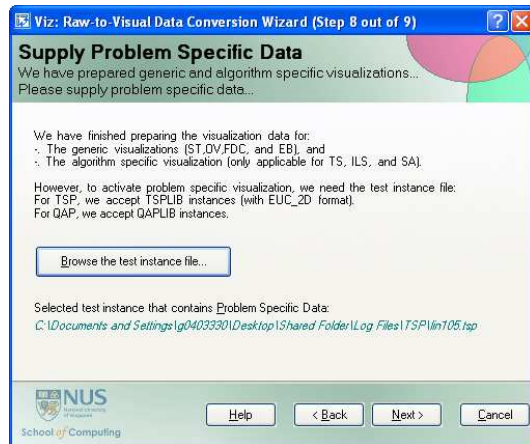 Viz: Raw-to-Visual Data Conversion Wizard (Step 8 out of 9)
Supply Problem Specific Data
We have prepared generic and algorithm specific visualizations...
Please supply problem specific data...
We have finished preparing the visualization data for:
-. The generic visualizations (ST,OV,FDC, and EB), and
-. The algorithm specific visualization (only applicable for TS, ILS, and SA).
However, to activate problem specific visualization, we need the test instance file:
For TSP, we accept TSPLIB instances (with EUC_2D format).
For QAP, we accept QAPLIB instances.
Browse the test instance file...
Selected test instance that contains Problem Specific Data:
C:\Documents and Settings\g0403330\Desktop\Shared Folder\Log Files\TSP\lin105.tsp
NUS
National University
of Singapore
School of Computing
Help
< Back
Next >
Cancel